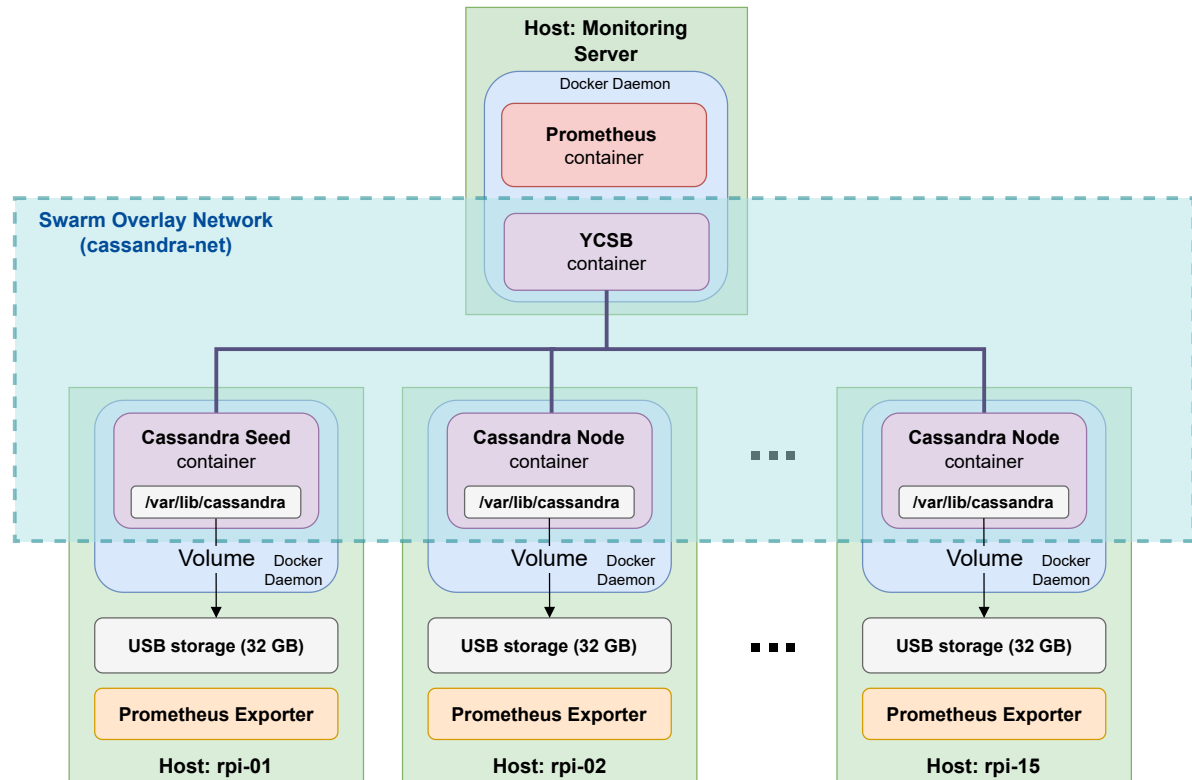 Host: Monitoring
Server
Docker Daemon
Prometheus
container
Swarm Overlay Network
(cassandra-net)
YCSB
container
Cassandra Seed
container
/var/lib/cassandra
Volume
Docker
Daemon
USB storage (32 GB)
Prometheus Exporter
Host: rpi-01
Cassandra Node
container
/var/lib/cassandra
Volume
Docker
Daemon
USB storage (32 GB)
Prometheus Exporter
Host: rpi-02
Cassandra Node
container
/var/lib/cassandra
Volume
Docker
Daemon
USB storage (32 GB)
Prometheus Exporter
Host: rpi-15